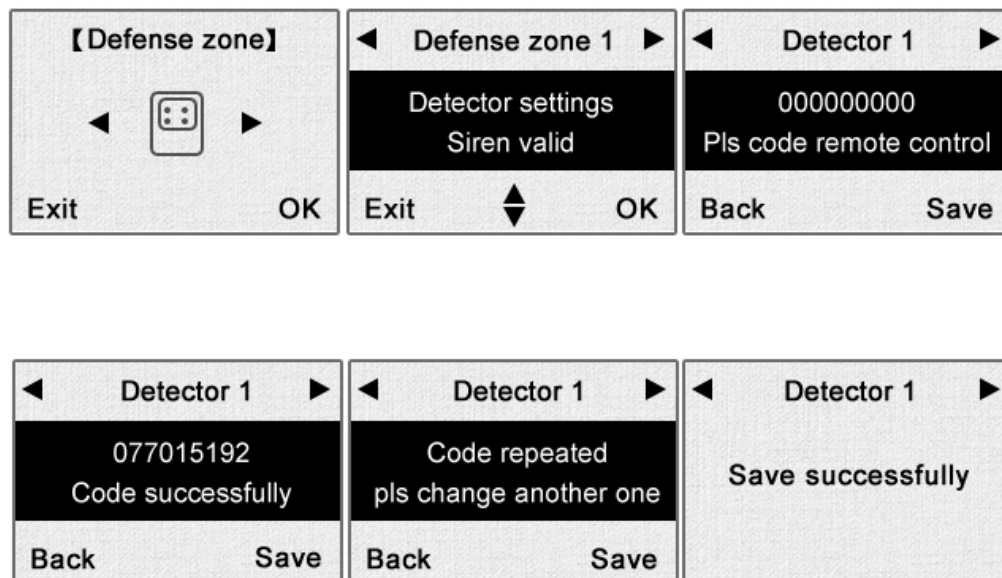 【Defense zone】
Exit OK
Defense zone 1
Detector settings
Siren valid
Exit OK
Detector 1
000000000
Pls code remote control
Back Save
Detector 1
077015192
Code successfully
Back Save
Detector 1
Code repeated
pls change another one
Back Save
Detector 1
Save successfully